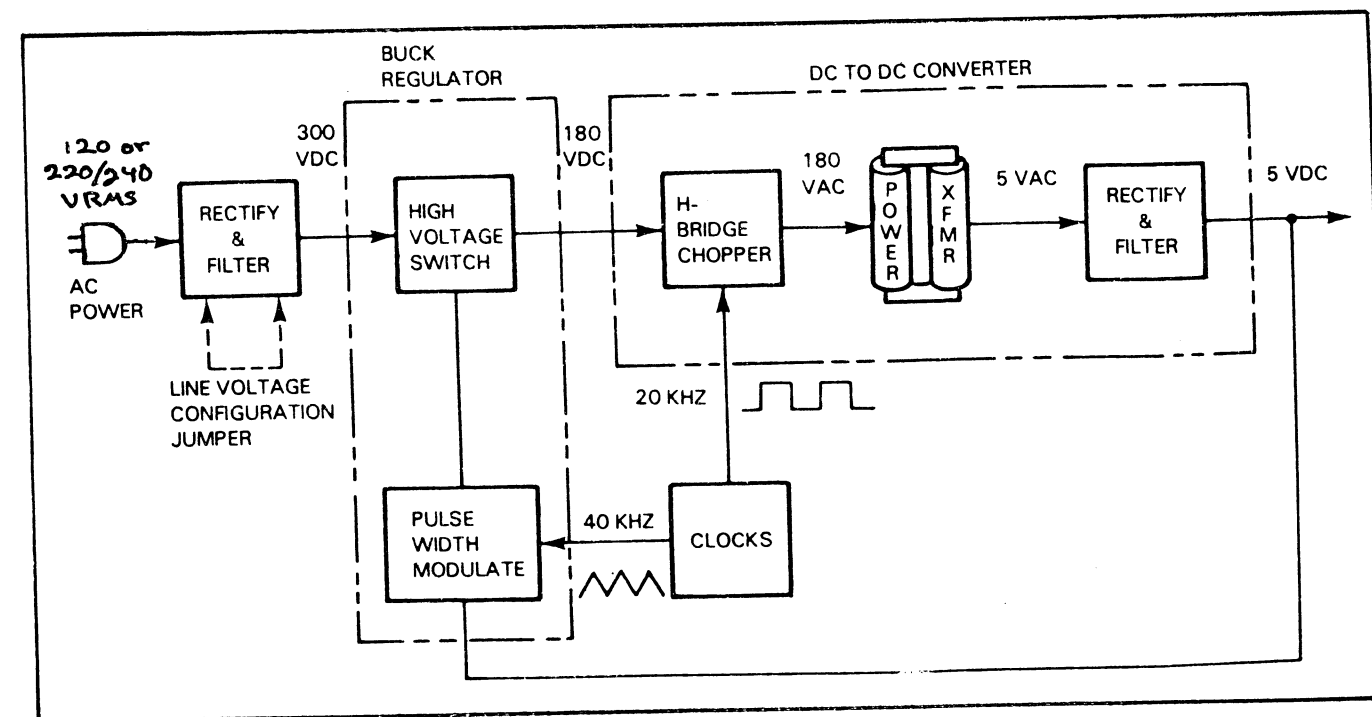 BUCK
REGULATOR
DC TO DC CONVERTER
120 or
220/240
VRMS
AC
POWER
RECTIFY
&
FILTER
LINE VOLTAGE
CONFIGURATION
JUMPER
300
VDC
HIGH
VOLTAGE
SWITCH
180
VDC
H-
BRIDGE
CHOPPER
180
VAC
POWER
XFMR
5 VAC
RECTIFY
&
FILTER
5 VDC
20 KHZ
PULSE
WIDTH
MODULATE
40 KHZ
CLOCKS